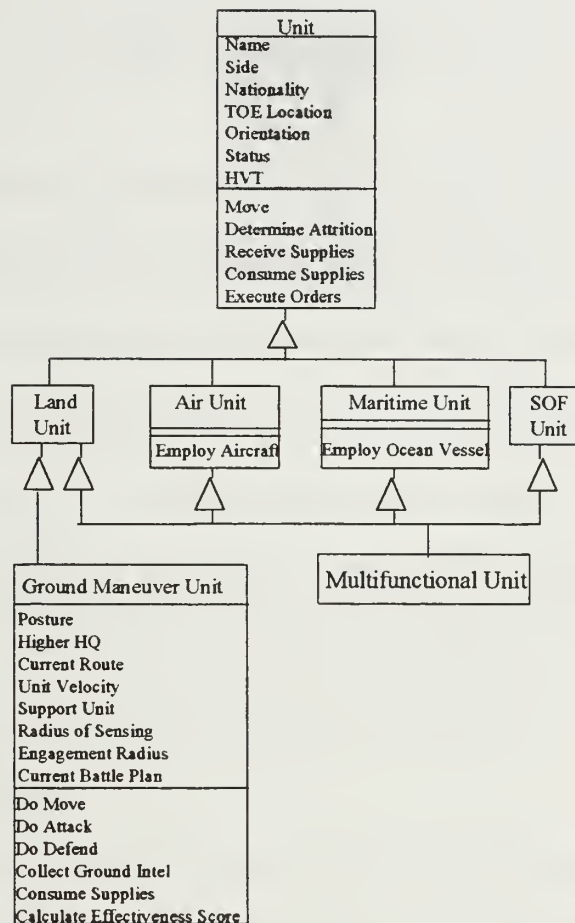 Unit
Name
Side
Nationality
TOE Location
Orientation
Status
HVT
Move
Determine Attrition
Receive Supplies
Consume Supplies
Execute Orders
Land
Unit
Air Unit
Employ Aircraft
Maritime Unit
Employ Ocean Vessel
SOF
Unit
Ground Maneuver Unit
Posture
Higher HQ
Current Route
Unit Velocity
Support Unit
Radius of Sensing
Engagement Radius
Current Battle Plan
Do Move
Do Attack
Do Defend
Collect Ground Intel
Consume Supplies
Calculate Effectiveness Score
Multifunctional Unit